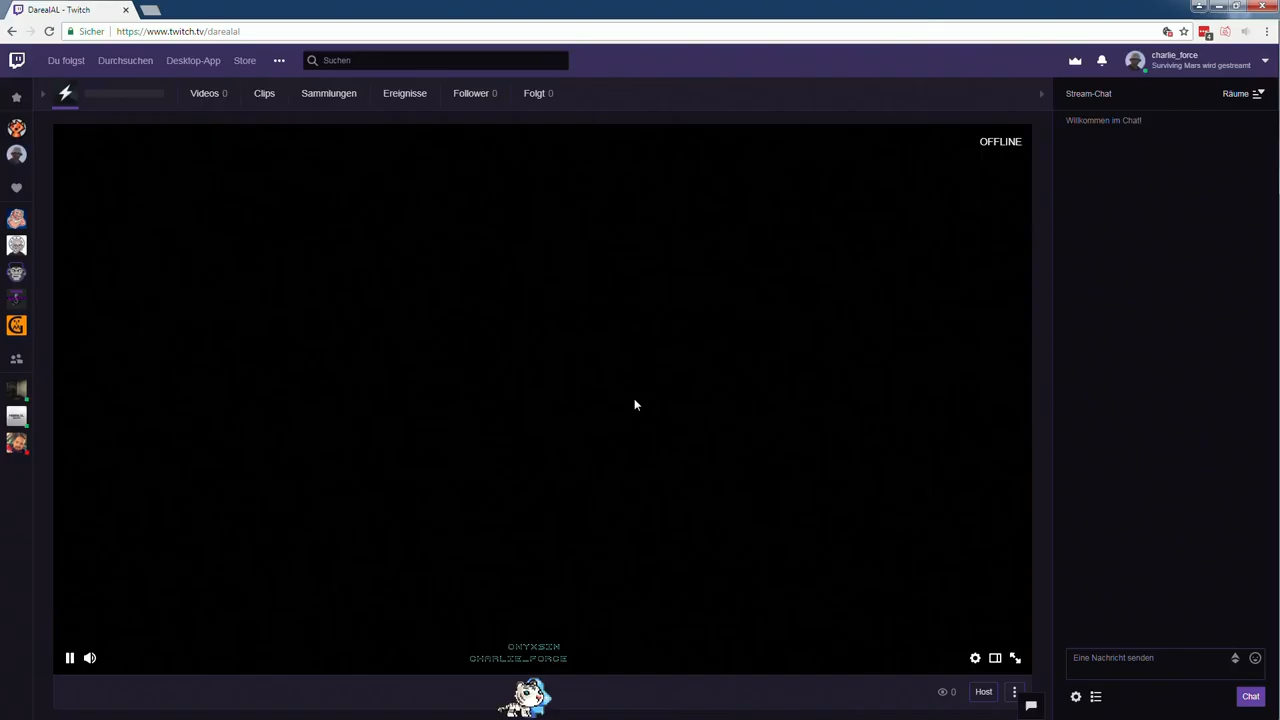 DarealAL - Twitch
Sicher
https://www.twitch.tv/darealal
4
Du folgst
Durchsuchen
Desktop-App
Store
Suchen
charlie_force
Surviving Mars wird gestreamt
Videos 0
Clips
Sammlungen
Ereignisse
Follower 0
Folgt 0
Stream-Chat
Räume
Willkommen im Chat!
OFFLINE
ONYXSIN
CHARLIE_FORCE
Eine Nachricht senden
0
Host
Chat